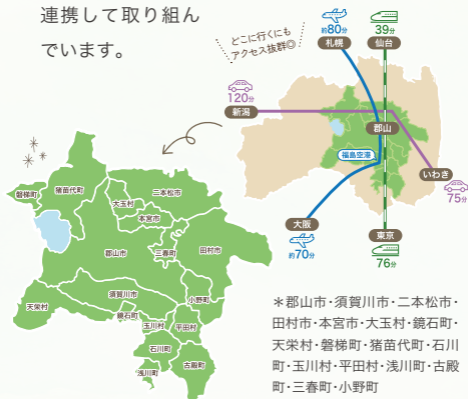 連携して取り組ん
でいます。
どこに行くにも
アクセス抜群◎
約80分
札幌
39分
仙台
120分
新潟
郡山
福島空港
いわき
75分
大阪
約70分
東京
76分
磐梯町
猪苗代町
二本松市
大玉村
本宮市
郡山市
三春町
田村市
天栄村
須賀川市
小野町
鏡石町
玉川村
平田村
石川町
浅川町
古殿町
＊郡山市・須賀川市・二本松市・
田村市・本宮市・大玉村・鏡石町・
天栄村・磐梯町・猪苗代町・石川
町・玉川村・平田村・浅川町・古殿
町・三春町・小野町